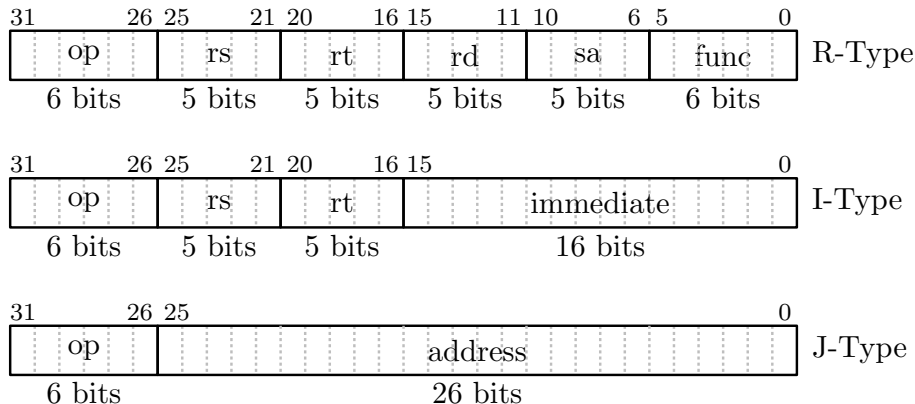 31 26 25 21 20 16 15 11 10 6 5 0
op rs rt rd sa func R-Type
6 bits 5 bits 5 bits 5 bits 5 bits 6 bits
31 26 25 21 20 16 15 0
op rs rt immediate I-Type
6 bits 5 bits 5 bits 16 bits
31 26 25 0
op address J-Type
6 bits 26 bits